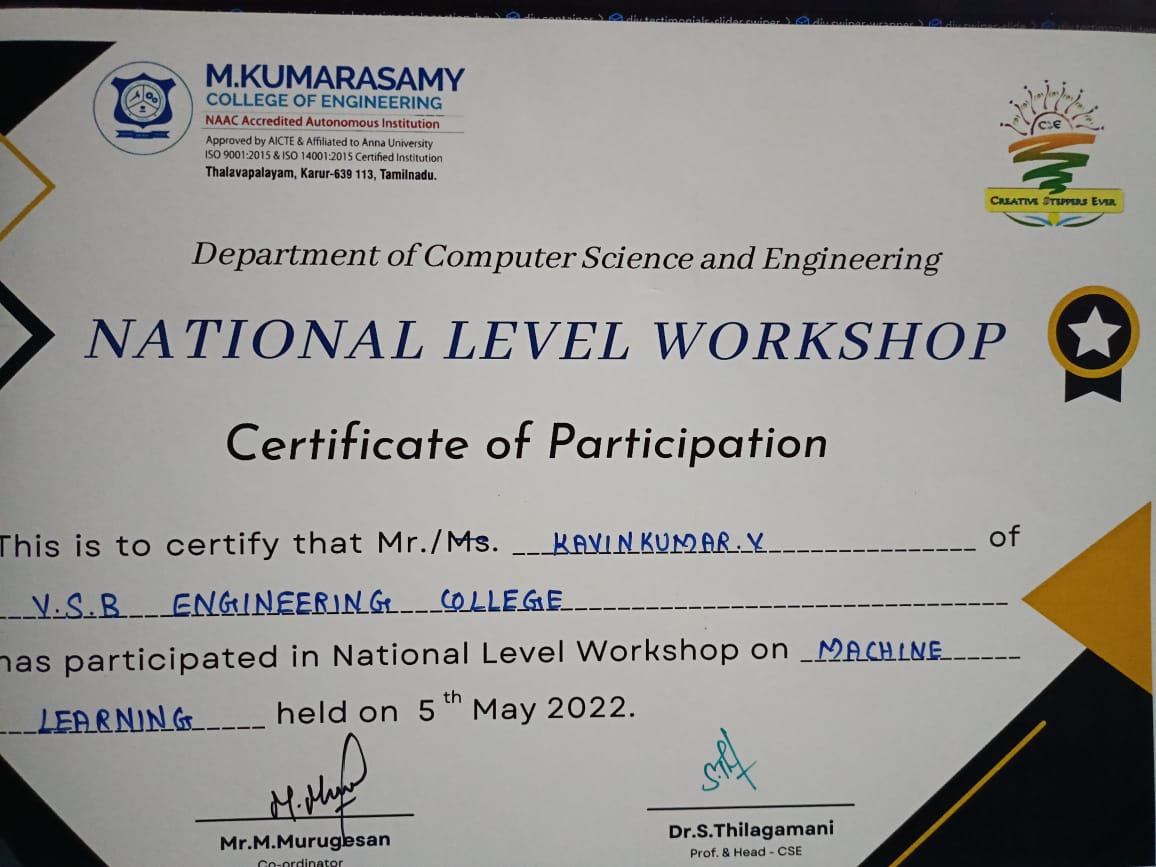 M.KUMARASAMY
COLLEGE OF ENGINEERING
NAAC Accredited Autonomous Institution
Approved by AICTE & Affiliated to Anna University
ISO 9001:2015 & ISO 14001:2015 Certified Institution
Thalavapalayam, Karur-639 113, Tamilnadu.
CSE
CREATIVE STEPPERS EVER
Department of Computer Science and Engineering
NATIONAL LEVEL WORKSHOP
Certificate of Participation
This is to certify that Mr./Ms. KAVINKUMAR.V of
V.S.B ENGINEERING COLLEGE
has participated in National Level Workshop on MACHINE
LEARNING held on 5th May 2022.
Mr.M.Murugesan
Co-ordinator
Dr.S.Thilagamani
Prof. & Head - CSE